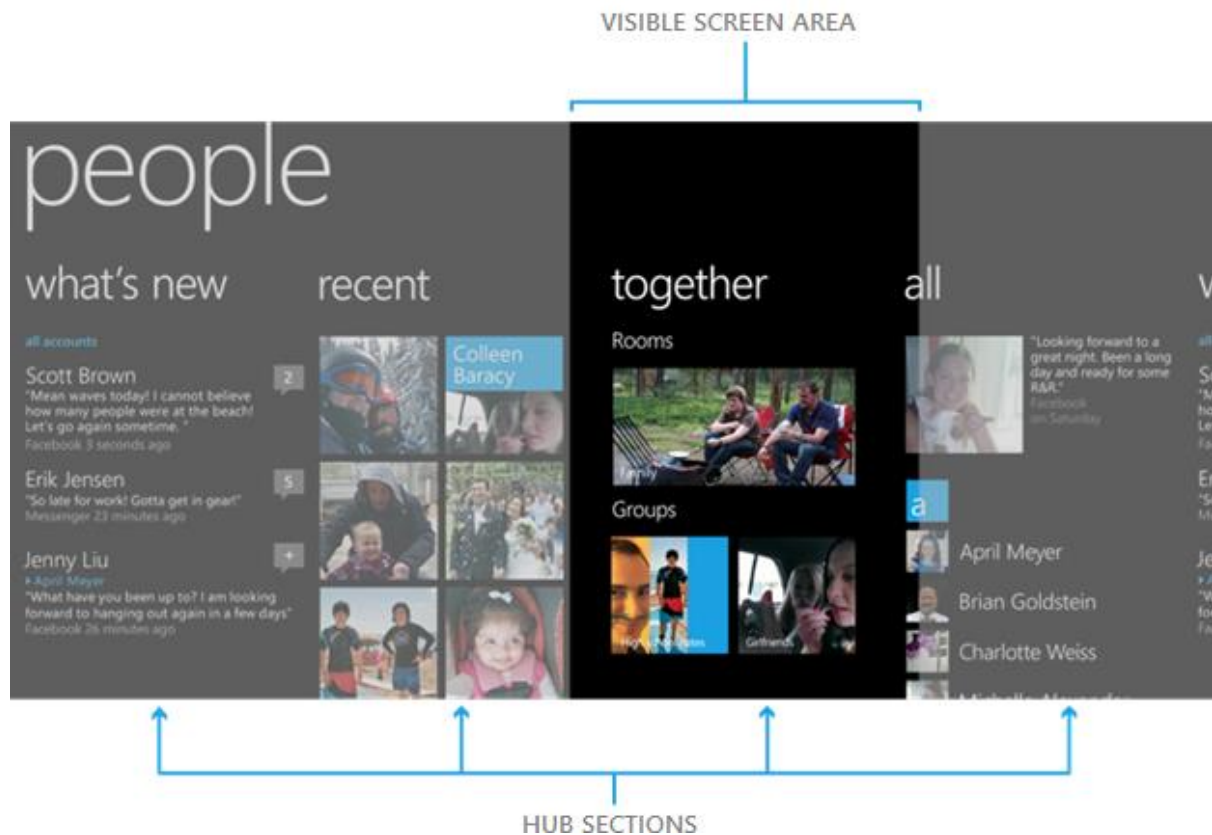 VISIBLE SCREEN AREA
people
what's new
all accounts
Scott Brown
2
"Mean waves today! I cannot believe
how many people were at the beach!
Let's go again sometime. "
Facebook 3 seconds ago
Erik Jensen
5
"So late for work! Gotta get in gear!"
Messenger 23 minutes ago
Jenny Liu
+
April Meyer
"What have you been up to? I am looking
forward to hanging out again in a few days"
Facebook 26 minutes ago
recent
Colleen
Baracy
together
Rooms
Family
Groups
Girlfriends
all
"Looking forward to a
great night. Been a long
day and ready for some
R&R."
Facebook
on Saturday
a
April Meyer
Brian Goldstein
Charlotte Weiss
HUB SECTIONS